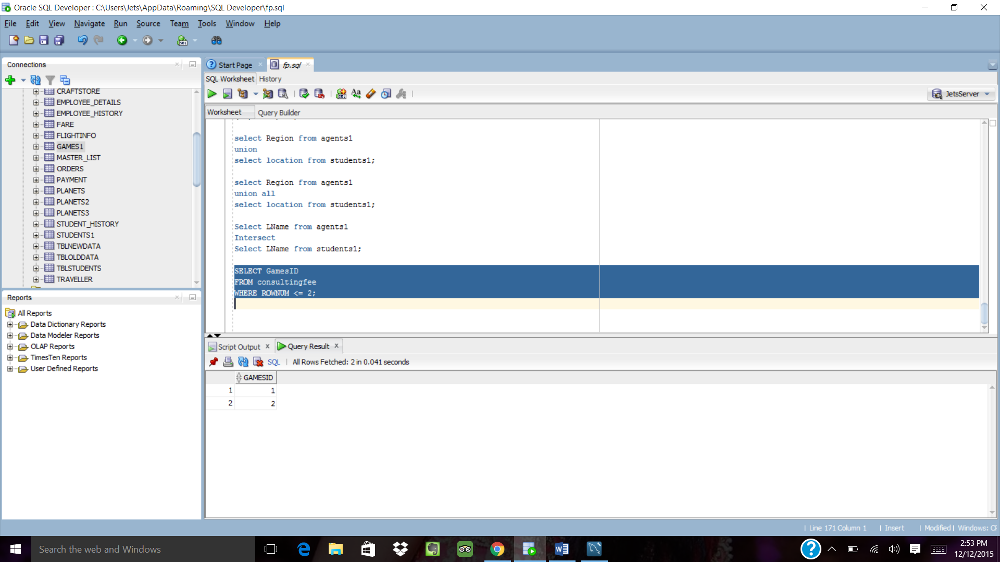 Oracle SQL Developer : C:\Users\Jets\AppData\Roaming\SQL Developer\fp.sql
File Edit View Navigate Run Source Team Tools Window Help
Connections
CRAFTSTORE
EMPLOYEE_DETAILS
EMPLOYEE_HISTORY
FARE
FLIGHTINFO
GAMES1
MASTER_LIST
ORDERS
PAYMENT
PLANETS
PLANETS2
PLANETS3
STUDENT_HISTORY
STUDENTS1
TBLNEWDATA
TBLOLDDATA
TBLSTUDENTS
TRAVELLER
Reports
All Reports
Data Dictionary Reports
Data Modeler Reports
OLAP Reports
TimesTen Reports
User Defined Reports
Start Page fp.sql
SQL Worksheet History
JetsServer
Worksheet Query Builder
select Region from agents1
union
select location from students1;
select Region from agents1
union all
select location from students1;
Select LName from agents1
Intersect
Select LName from students1;
SELECT GamesID
FROM consultingfee
WHERE ROWNUM <= 2;
Script Output x Query Result x
SQL | All Rows Fetched: 2 in 0.041 seconds
GAMESID
1 1
2 2
| Line 171 Column 1 | Insert | Modified | Windows: CF
Search the web and Windows
2:53 PM
12/12/2015